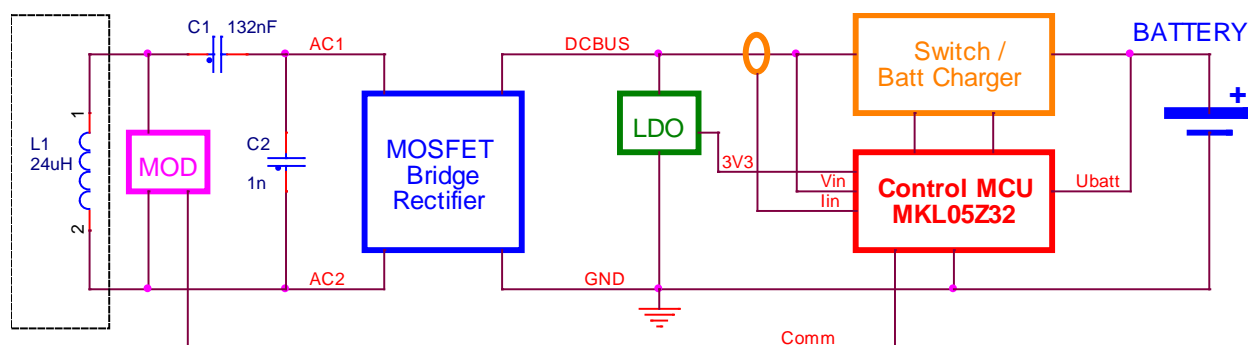 C1 132nF
AC1
DCBUS
BATTERY
Switch /
Batt Charger
+
1
L1
24uH
MOD
C2
1n
MOSFET
Bridge
Rectifier
LDO
3V3
Vin
Iin
Control MCU
MKL05Z32
Ubatt
2
AC2
GND
Comm